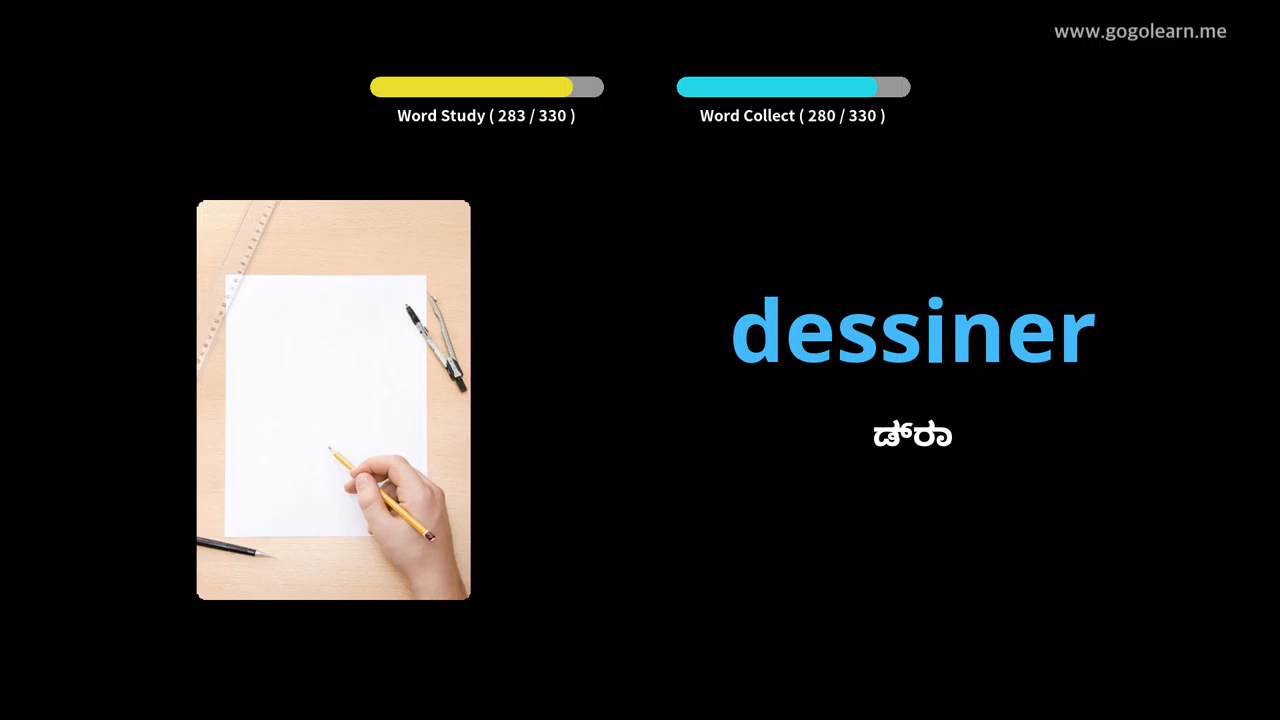 www.gogolearn.me
Word Study ( 283 / 330 )
Word Collect ( 280 / 330 )
dessiner
ಡ್ರಾ